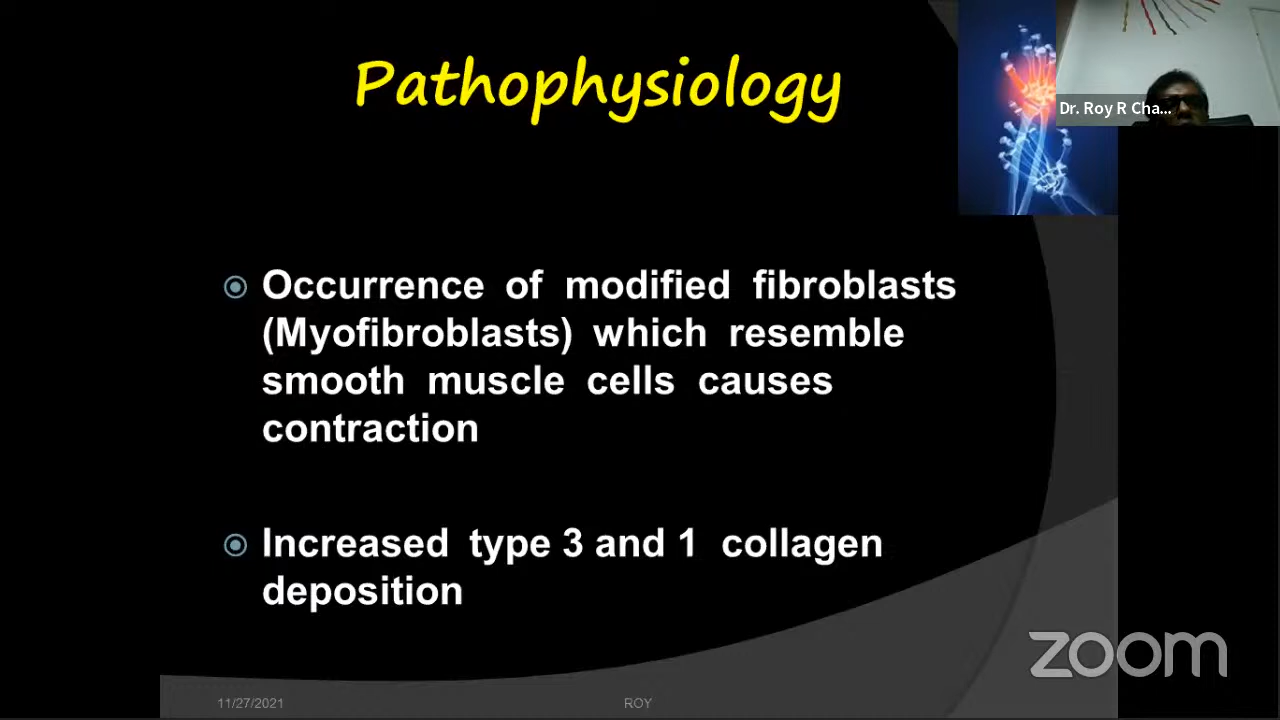 Pathophysiology
Dr. Roy R Cha...
Occurrence of modified fibroblasts
(Myofibroblasts) which resemble
smooth muscle cells causes
contraction
Increased type 3 and 1 collagen
deposition
zoom
11/27/2021
ROY